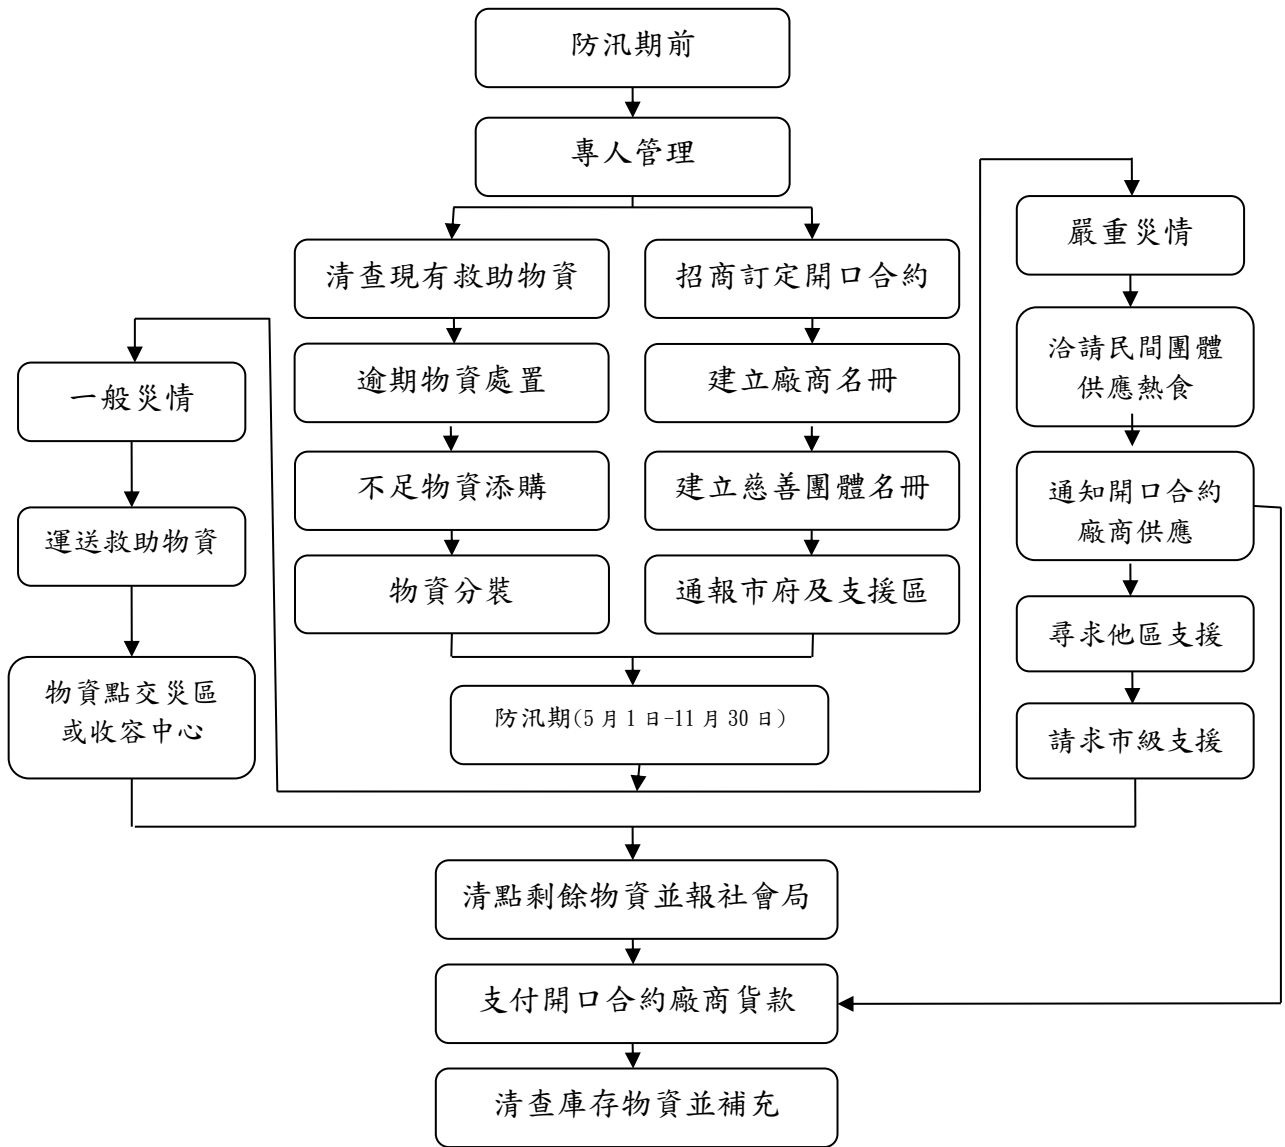 防汛期前
專人管理
清查現有救助物資
逾期物資處置
不足物資添購
物資分裝
招商訂定開口合約
建立廠商名冊
建立慈善團體名冊
通報市府及支援區
防汛期(5月1日-11月30日)
一般災情
運送救助物資
物資點交災區
或收容中心
嚴重災情
洽請民間團體
供應熱食
通知開口合約
廠商供應
尋求他區支援
請求市級支援
清點剩餘物資並報社會局
支付開口合約廠商貨款
清查庫存物資並補充